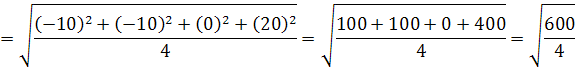 = √((−10)² + (−10)² + (0)² + (20)² / 4) = √(100 + 100 + 0 + 400 / 4) = √(600 / 4)